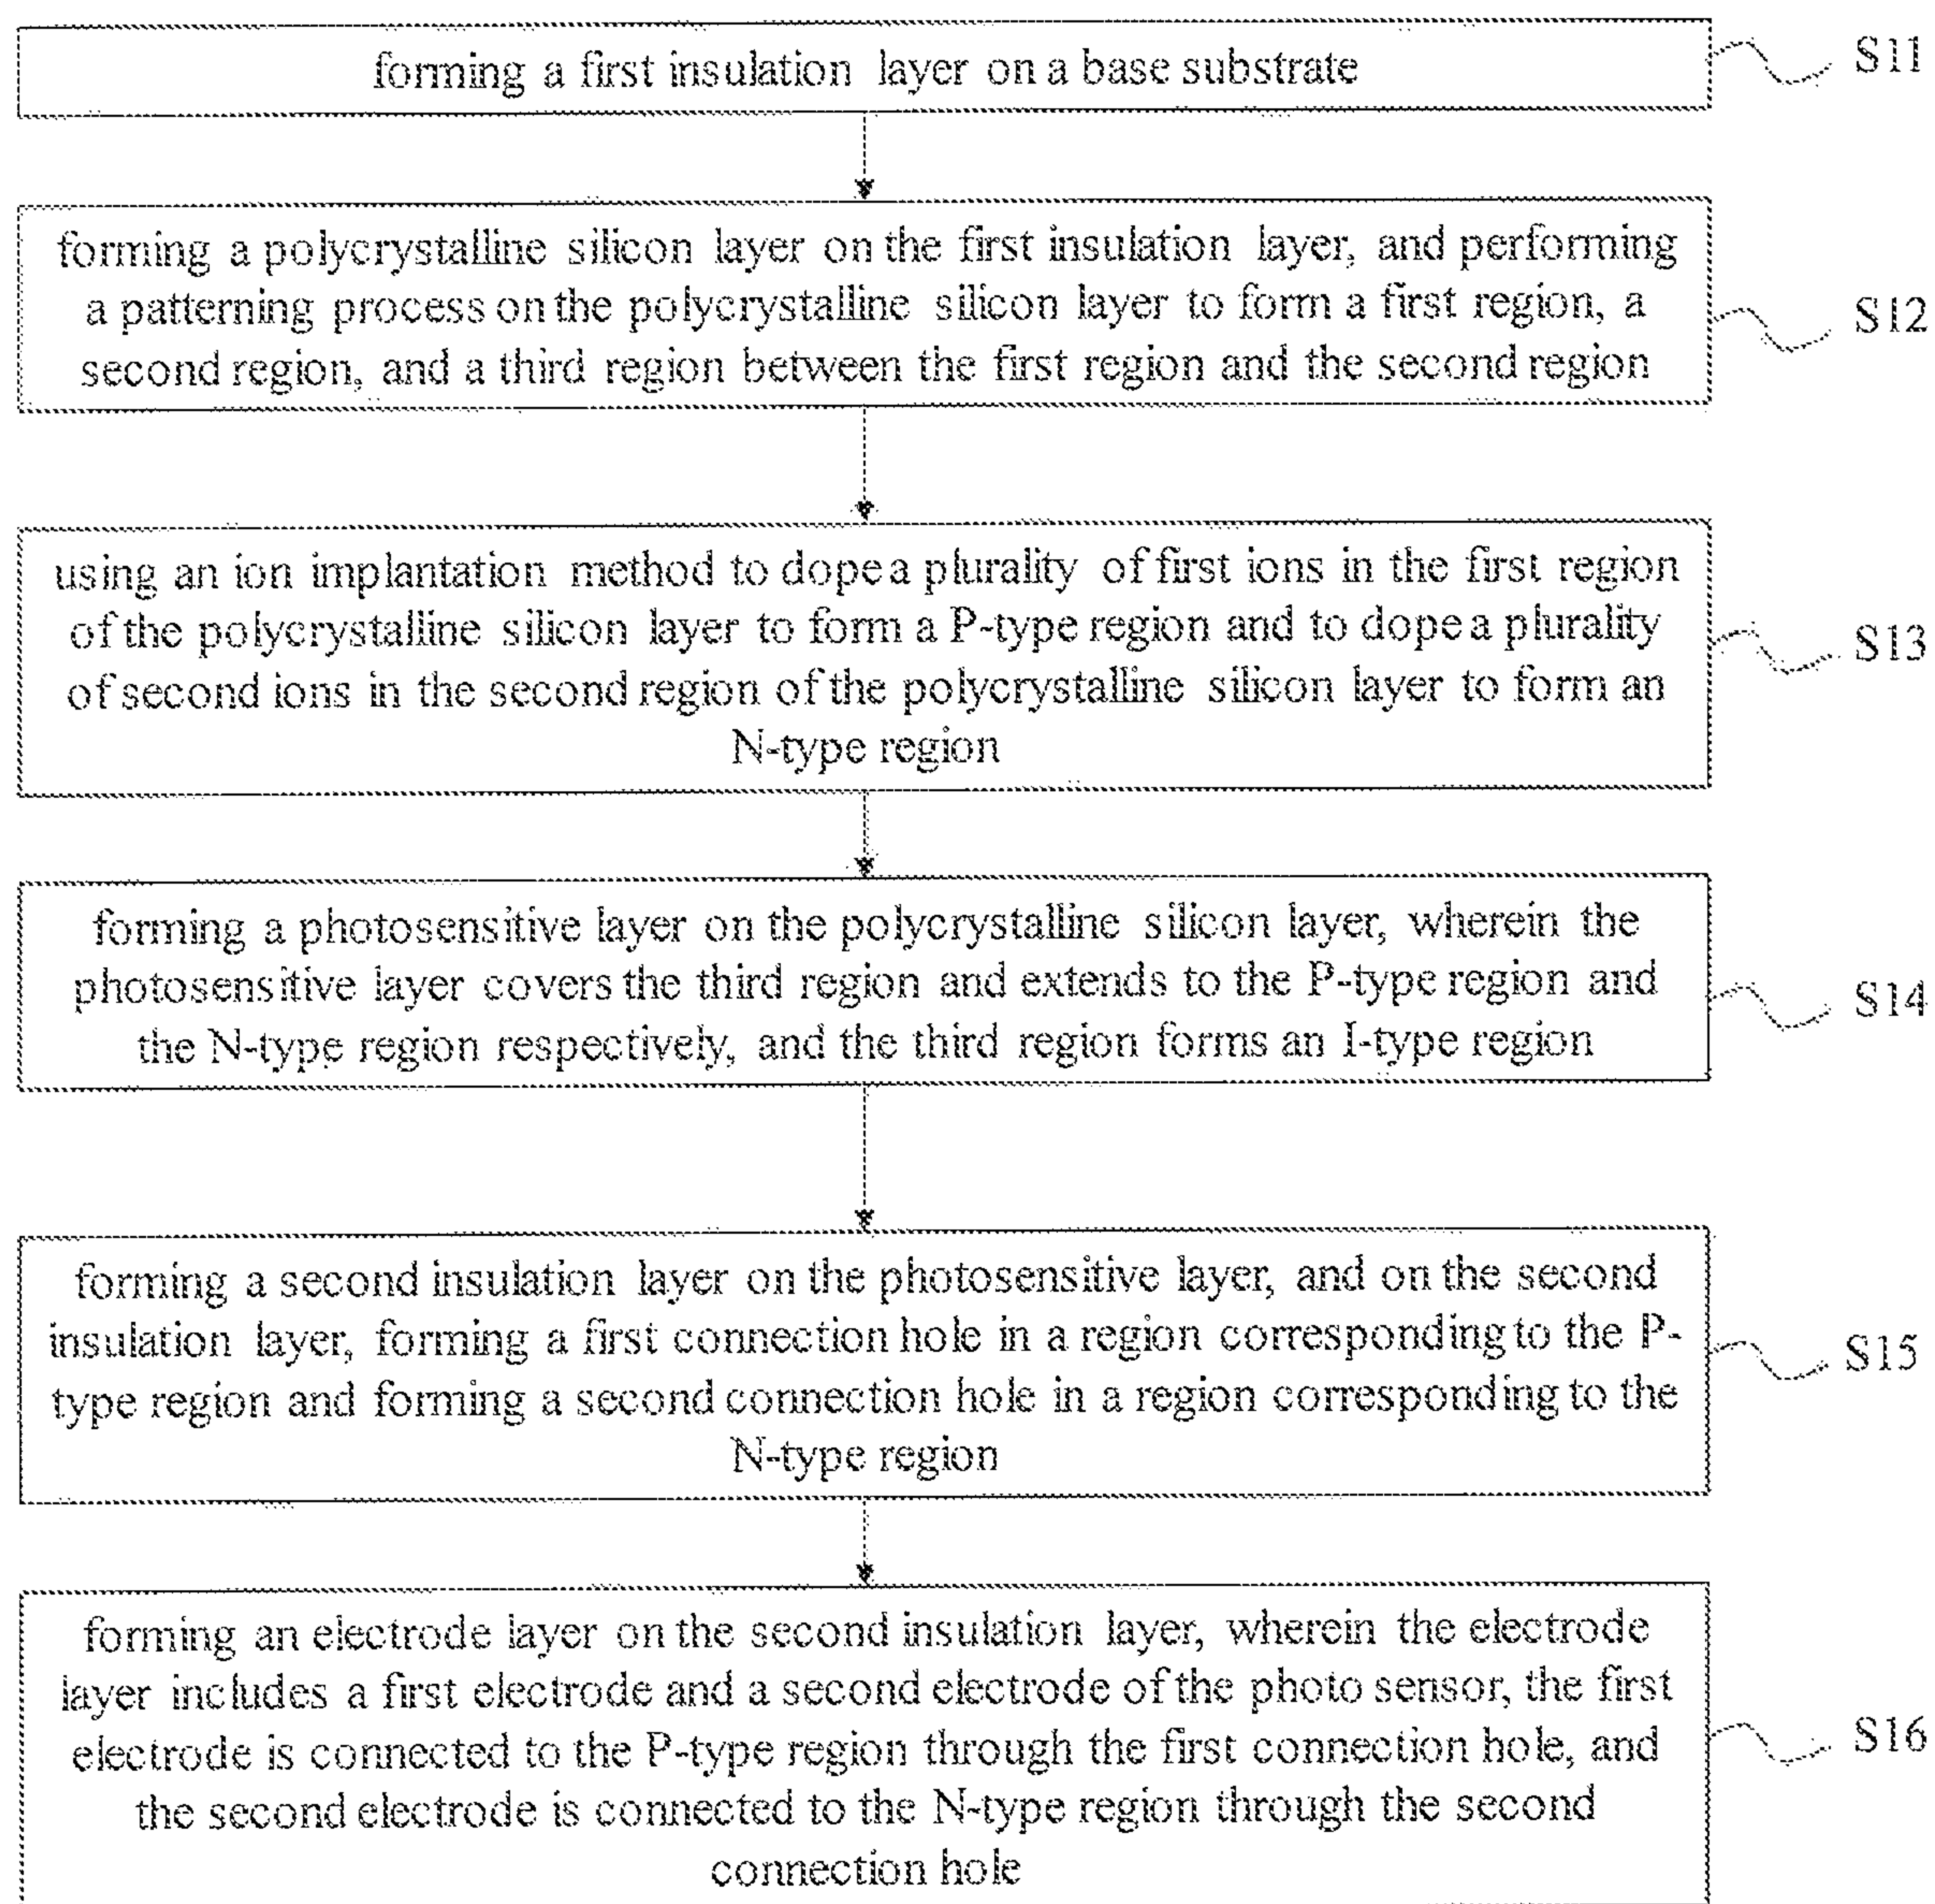 forming a first insulation layer on a base substrate
S11
forming a polycrystalline silicon layer on the first insulation layer, and performing
a patterning process on the polycrystalline silicon layer to form a first region, a
second region, and a third region between the first region and the second region
S12
using an ion implantation method to dope a plurality of first ions in the first region
of the polycrystalline silicon layer to form a P-type region and to dope a plurality
of second ions in the second region of the polycrystalline silicon layer to form an
N-type region
S13
forming a photosensitive layer on the polycrystalline silicon layer, wherein the
photosensitive layer covers the third region and extends to the P-type region and
the N-type region respectively, and the third region forms an I-type region
S14
forming a second insulation layer on the photosensitive layer, and on the second
insulation layer, forming a first connection hole in a region corresponding to the P-
type region and forming a second connection hole in a region corresponding to the
N-type region
S15
forming an electrode layer on the second insulation layer, wherein the electrode
layer includes a first electrode and a second electrode of the photo sensor, the first
electrode is connected to the P-type region through the first connection hole, and
the second electrode is connected to the N-type region through the second
connection hole
S16